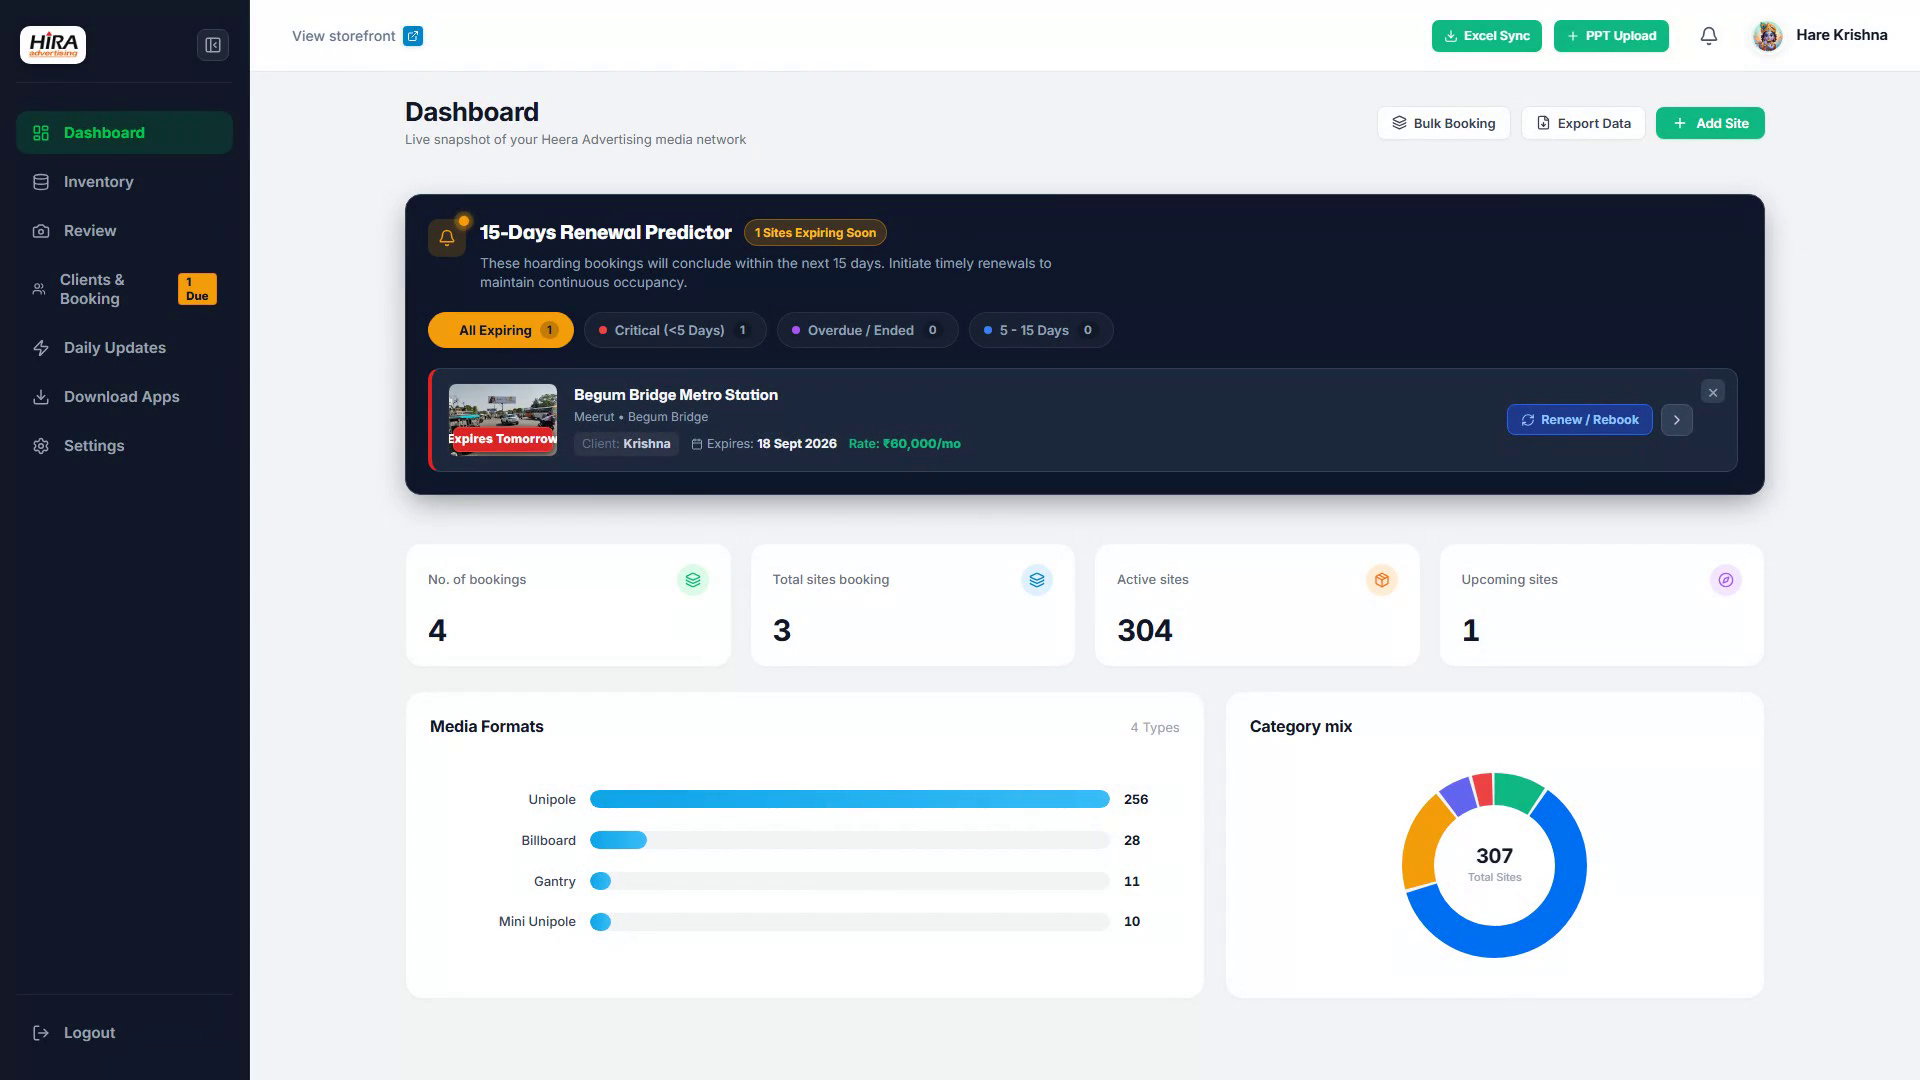 HiRA
advertising
View storefront
Excel Sync
PPT Upload
Hare Krishna
Dashboard
Inventory
Review
Clients &
Booking
1
Due
Daily Updates
Download Apps
Settings
Logout
Dashboard
Live snapshot of your Heera Advertising media network
Bulk Booking
Export Data
Add Site
15-Days Renewal Predictor
1 Sites Expiring Soon
These hoarding bookings will conclude within the next 15 days. Initiate timely renewals to
maintain continuous occupancy.
All Expiring 1
Critical (<5 Days) 1
Overdue / Ended 0
5 - 15 Days 0
Expires Tomorrow
Begum Bridge Metro Station
Meerut • Begum Bridge
Client: Krishna
Expires: 18 Sept 2026
Rate: ₹60,000/mo
Renew / Rebook
No. of bookings
4
Total sites booking
3
Active sites
304
Upcoming sites
1
Media Formats
4 Types
Unipole 256
Billboard 28
Gantry 11
Mini Unipole 10
Category mix
307
Total Sites